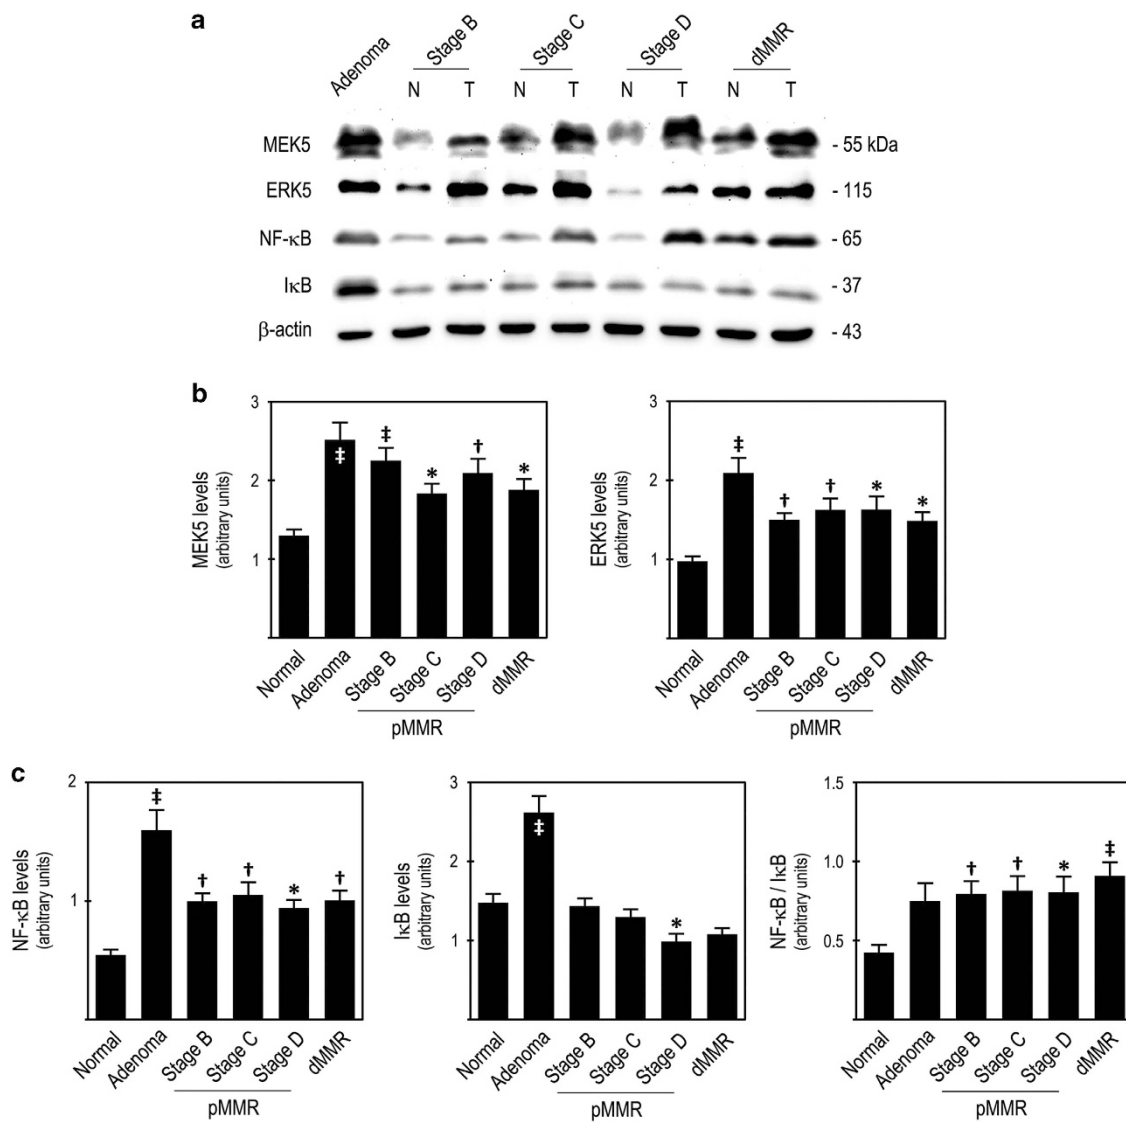 a
Adenoma
Stage B
Stage C
Stage D
dMMR
N T N T N T N T
MEK5 - 55 kDa
ERK5 - 115
NF-κB - 65
IκB - 37
β-actin - 43
b
MEK5 levels
(arbitrary units)
3
2
1
‡ ‡ * † *
Normal
Adenoma
Stage B
Stage C
Stage D
dMMR
pMMR
ERK5 levels
(arbitrary units)
3
2
1
‡ † † * *
Normal
Adenoma
Stage B
Stage C
Stage D
dMMR
pMMR
c
NF-κB levels
(arbitrary units)
2
1
‡ † † * †
Normal
Adenoma
Stage B
Stage C
Stage D
dMMR
pMMR
IκB levels
(arbitrary units)
3
2
1
‡ *
Normal
Adenoma
Stage B
Stage C
Stage D
dMMR
pMMR
NF-κB / IκB
(arbitrary units)
1.5
1.0
0.5
† † * ‡
Normal
Adenoma
Stage B
Stage C
Stage D
dMMR
pMMR